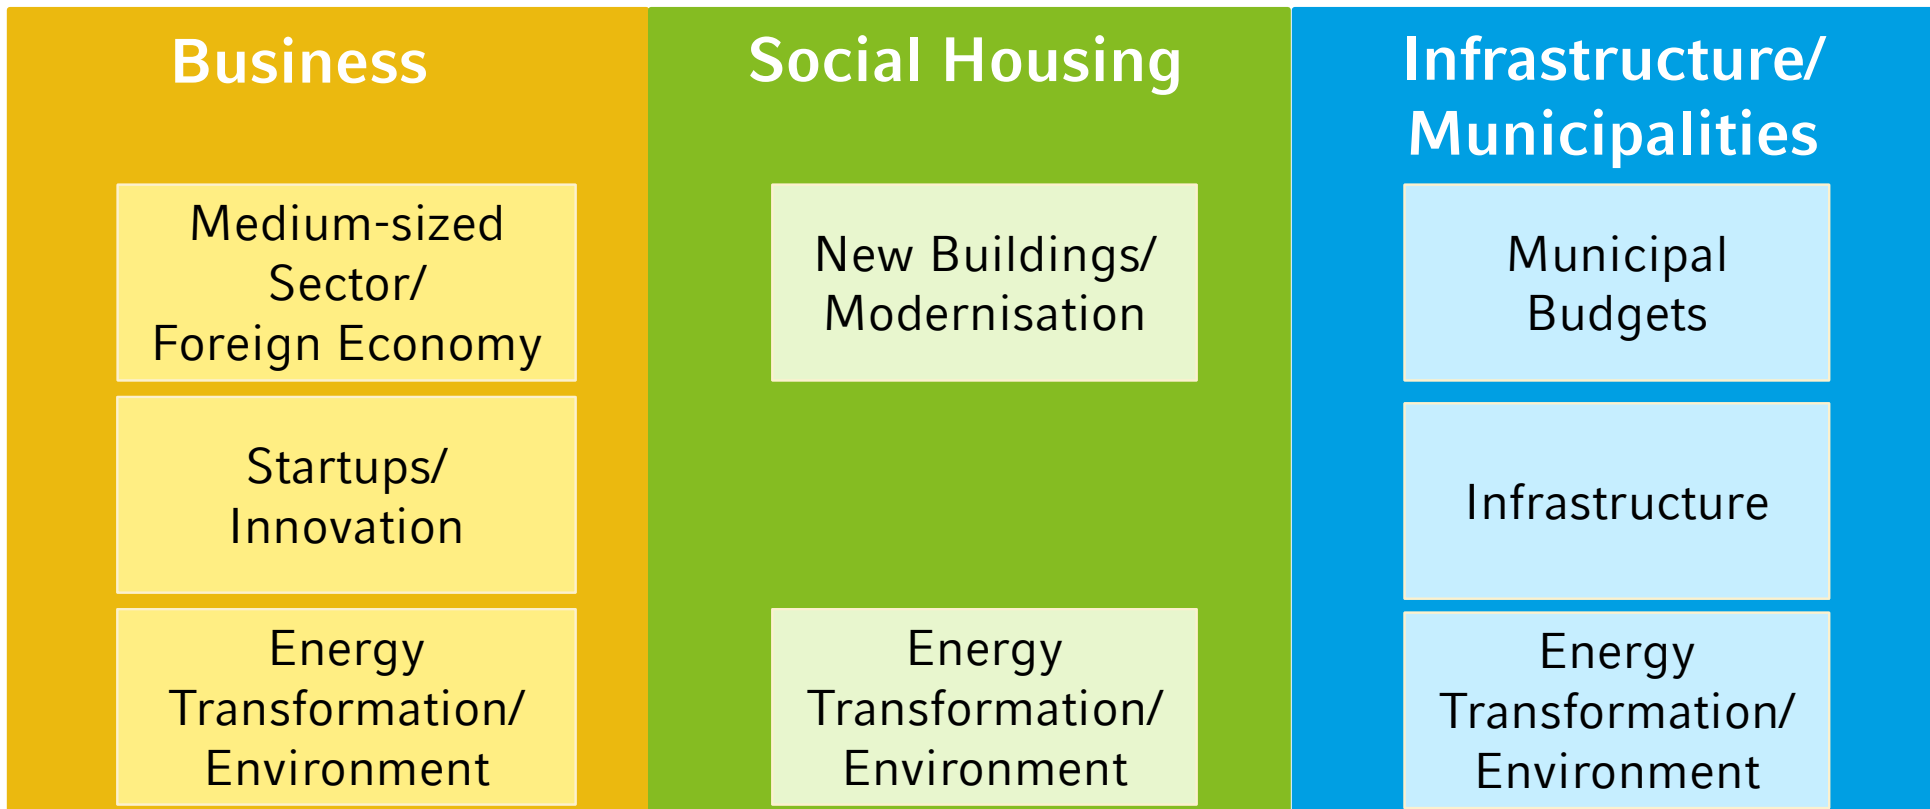 Business
Medium-sized
Sector/
Foreign Economy
Startups/
Innovation
Energy
Transformation/
Environment
Social Housing
New Buildings/
Modernisation
Energy
Transformation/
Environment
Infrastructure/
Municipalities
Municipal
Budgets
Infrastructure
Energy
Transformation/
Environment